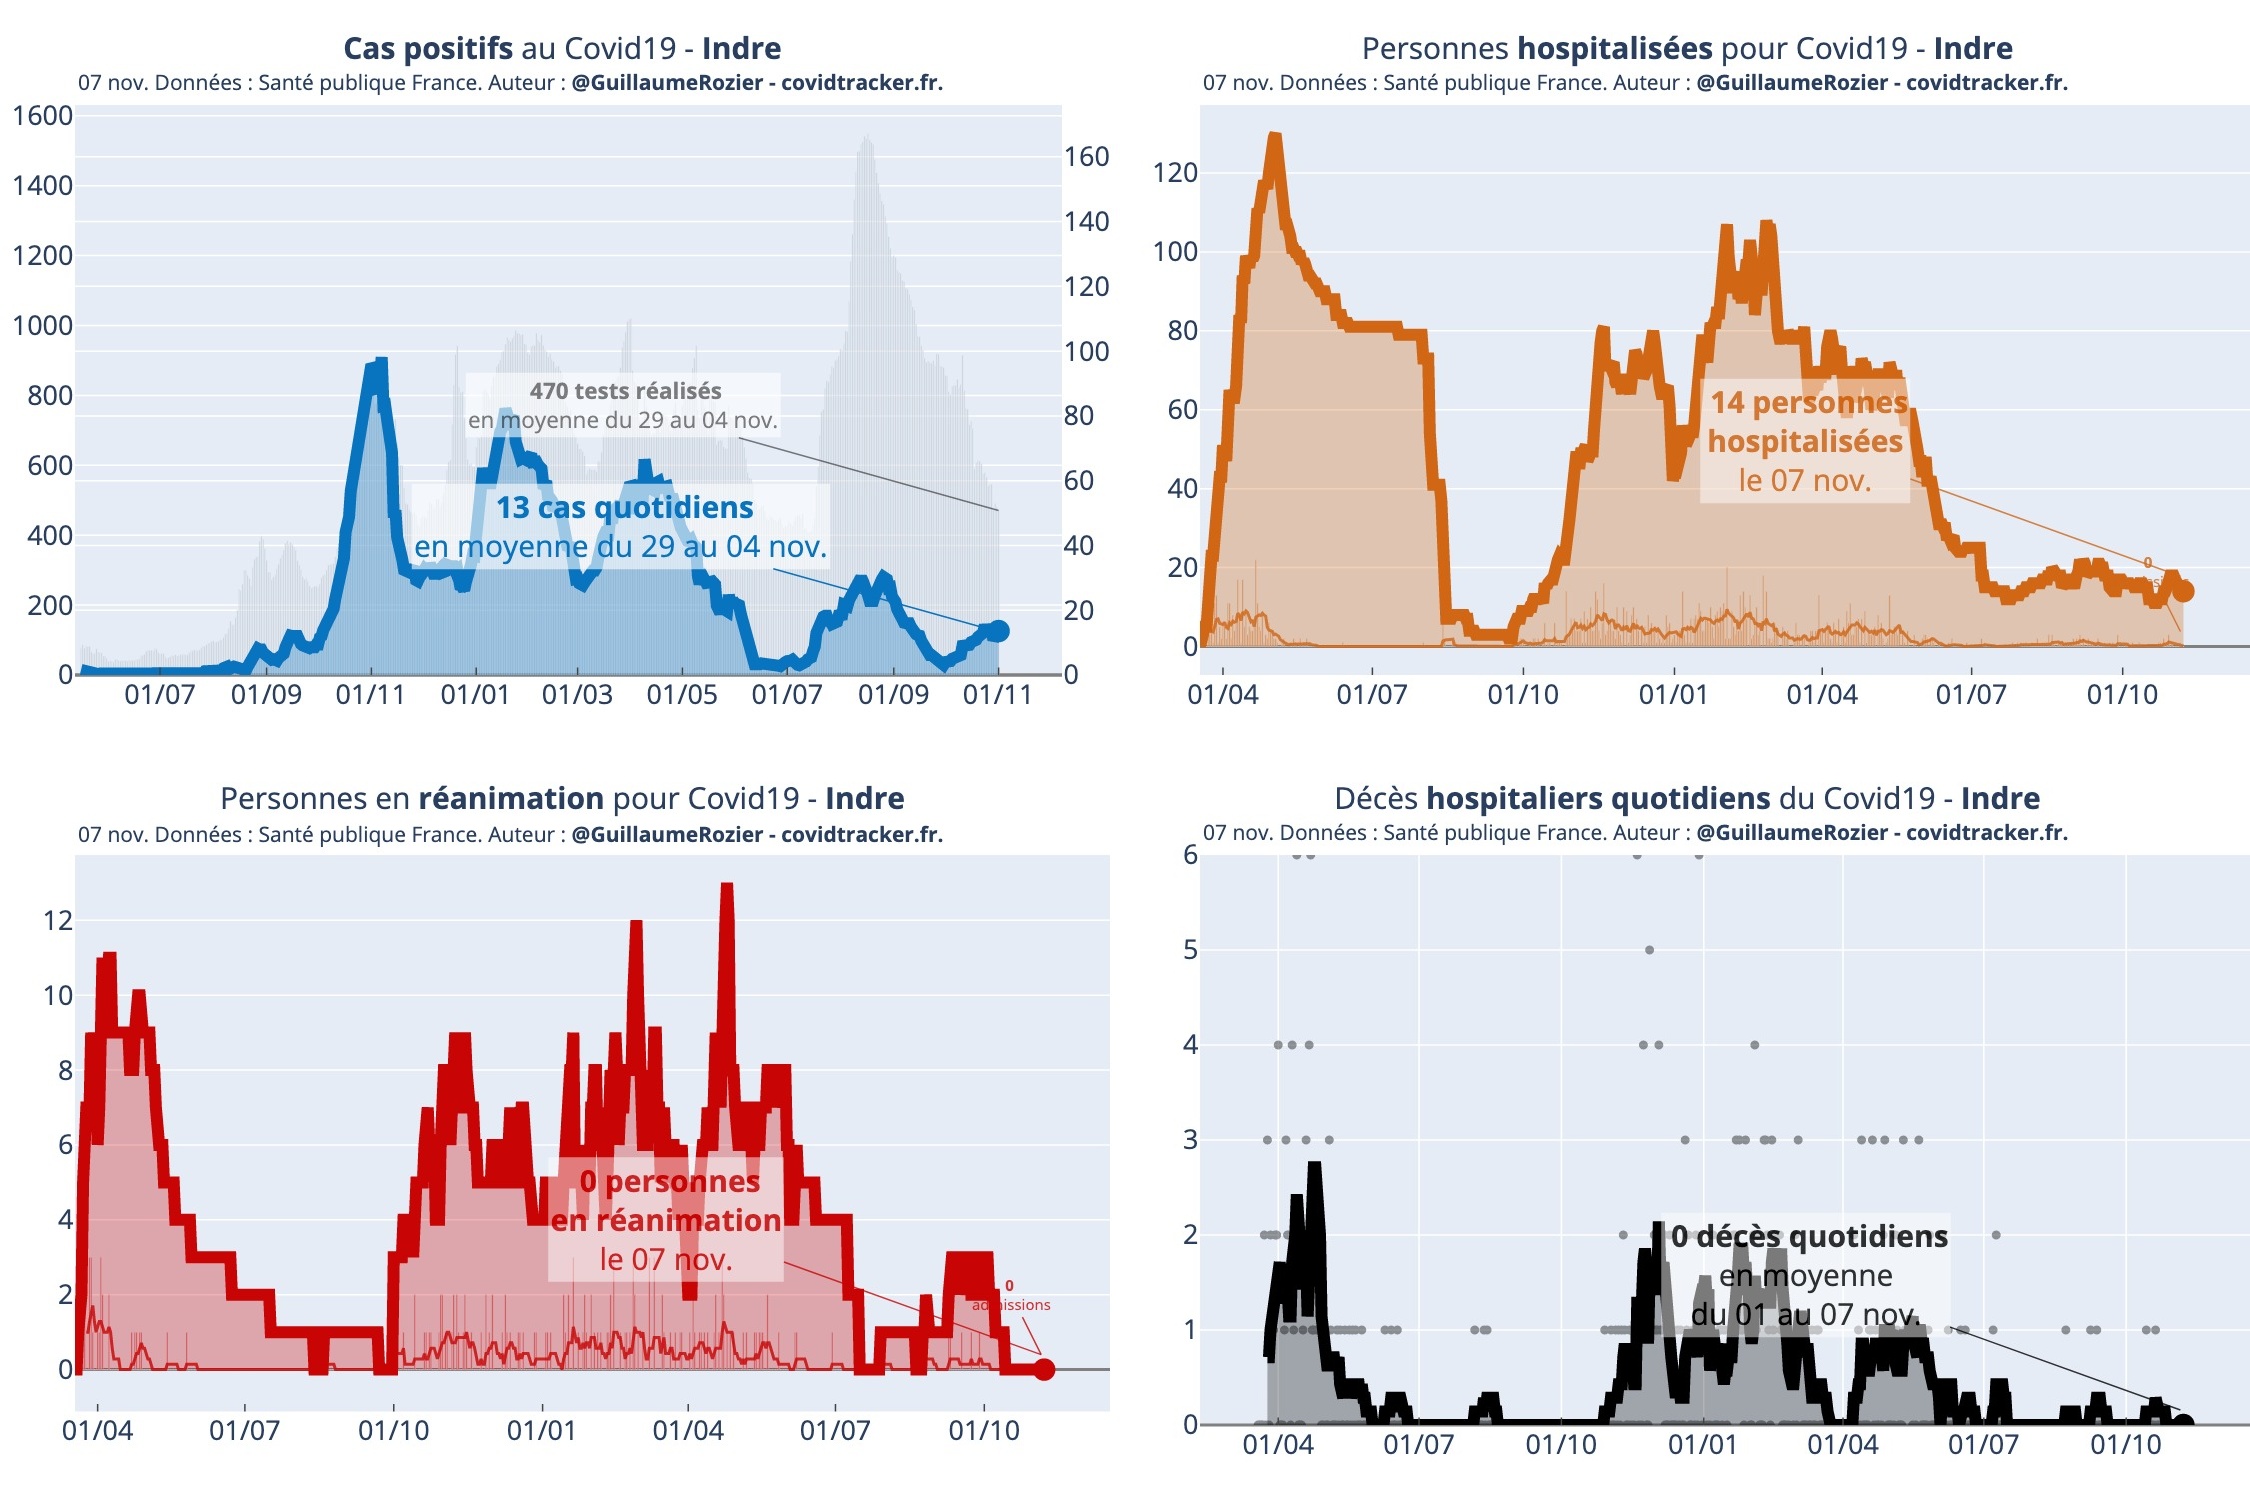 Cas positifs au Covid19 - Indre
07 nov. Données : Santé publique France. Auteur : @GuillaumeRozier - covidtracker.fr.
1600
1400
1200
1000
800
600
400
200
0
160
140
120
100
80
60
40
20
0
470 tests réalisés
en moyenne du 29 au 04 nov.
13 cas quotidiens
en moyenne du 29 au 04 nov.
01/07 01/09 01/11 01/01 01/03 01/05 01/07 01/09 01/11
Personnes hospitalisées pour Covid19 - Indre
07 nov. Données : Santé publique France. Auteur : @GuillaumeRozier - covidtracker.fr.
120
100
80
60
40
20
0
14 personnes
hospitalisées
le 07 nov.
0
01/04 01/07 01/10 01/01 01/04 01/07 01/10
Personnes en réanimation pour Covid19 - Indre
07 nov. Données : Santé publique France. Auteur : @GuillaumeRozier - covidtracker.fr.
12
10
8
6
4
2
0
0 personnes
en réanimation
le 07 nov.
0
admissions
01/04 01/07 01/10 01/01 01/04 01/07 01/10
Décès hospitaliers quotidiens du Covid19 - Indre
07 nov. Données : Santé publique France. Auteur : @GuillaumeRozier - covidtracker.fr.
6
5
4
3
2
1
0
0 décès quotidiens
en moyenne
du 01 au 07 nov.
01/04 01/07 01/10 01/01 01/04 01/07 01/10